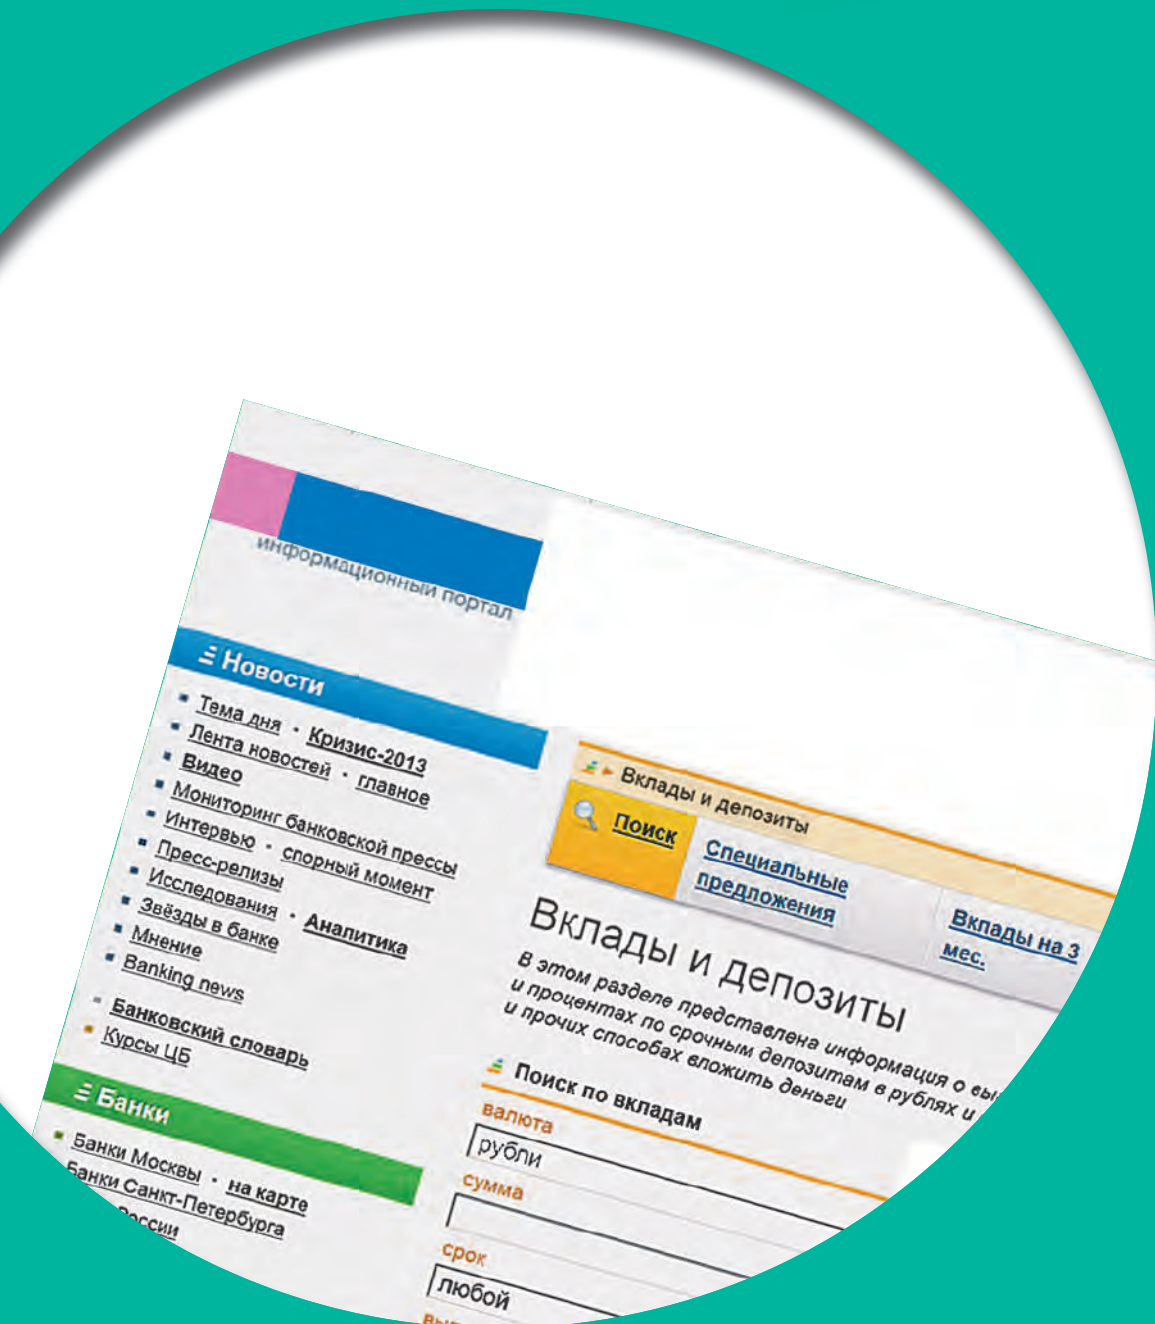 информационный портал
Новости
Тема дня · Кризис-2013
Лента новостей · главное
Видео
Мониторинг банковской прессы
Интервью · спорный момент
Пресс-релизы
Исследования · Аналитика
Звёзды в банке
Мнение
Banking news
Банковский словарь
Курсы ЦБ
Банки
Банки Москвы · на карте
Банки Санкт-Петербурга
России
Вклады и депозиты
Поиск
Специальные
предложения
Вклады на 3
мес.
Вклады и депозиты
В этом разделе представлена информация о
и процентах по срочным депозитам в рублях и
и прочих способах вложить деньги
Поиск по вкладам
валюта
рубли
сумма
срок
любой